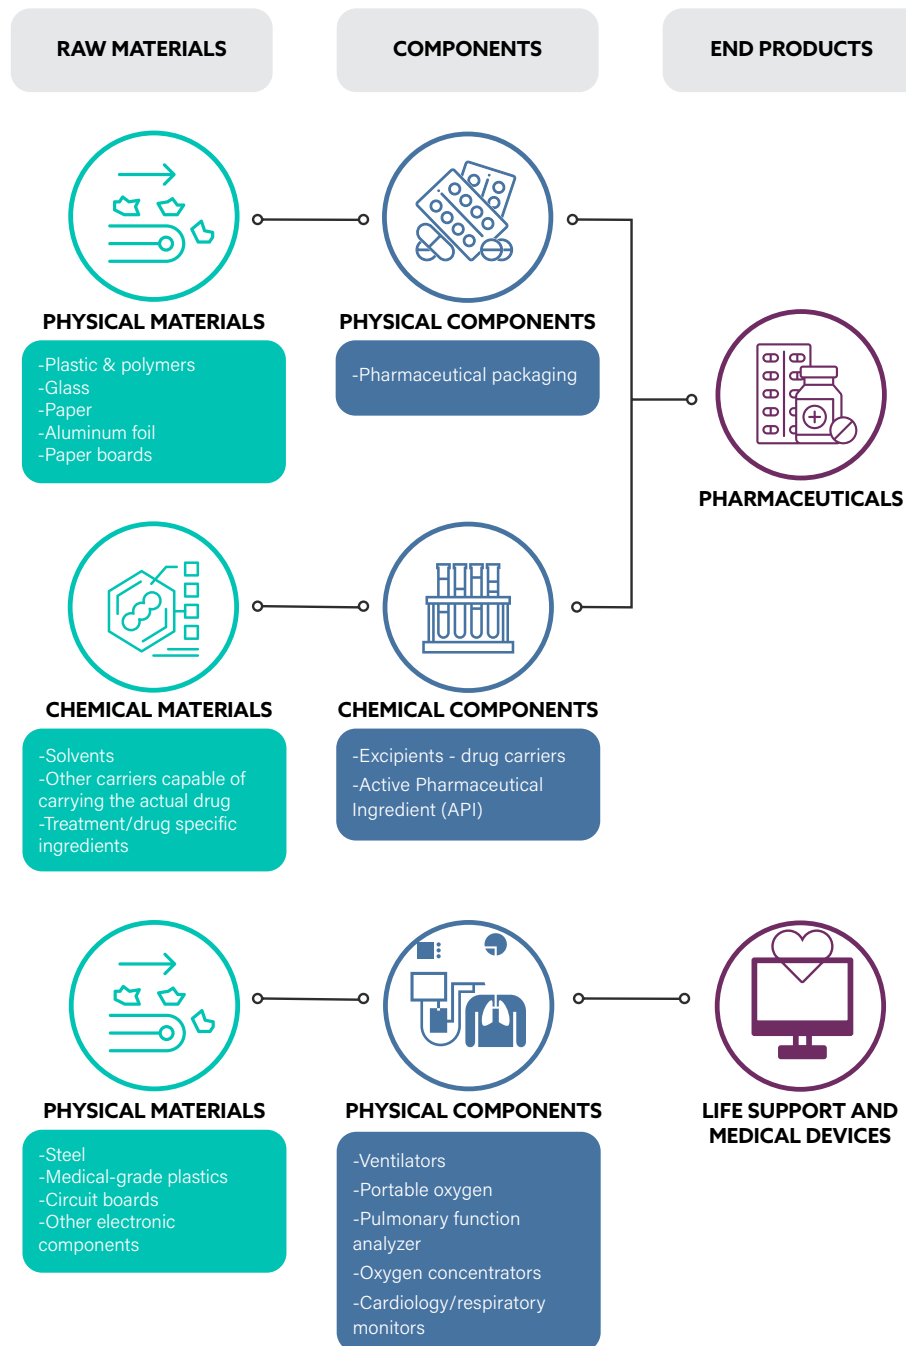 RAW MATERIALS
COMPONENTS
END PRODUCTS
PHYSICAL MATERIALS
-Plastic & polymers
-Glass
-Paper
-Aluminum foil
-Paper boards
PHYSICAL COMPONENTS
-Pharmaceutical packaging
PHARMACEUTICALS
CHEMICAL MATERIALS
-Solvents
-Other carriers capable of
carrying the actual drug
-Treatment/drug specific
ingredients
CHEMICAL COMPONENTS
-Excipients - drug carriers
-Active Pharmaceutical
Ingredient (API)
PHYSICAL MATERIALS
-Steel
-Medical-grade plastics
-Circuit boards
-Other electronic
components
PHYSICAL COMPONENTS
-Ventilators
-Portable oxygen
-Pulmonary function
analyzer
-Oxygen concentrators
-Cardiology/respiratory
monitors
LIFE SUPPORT AND
MEDICAL DEVICES